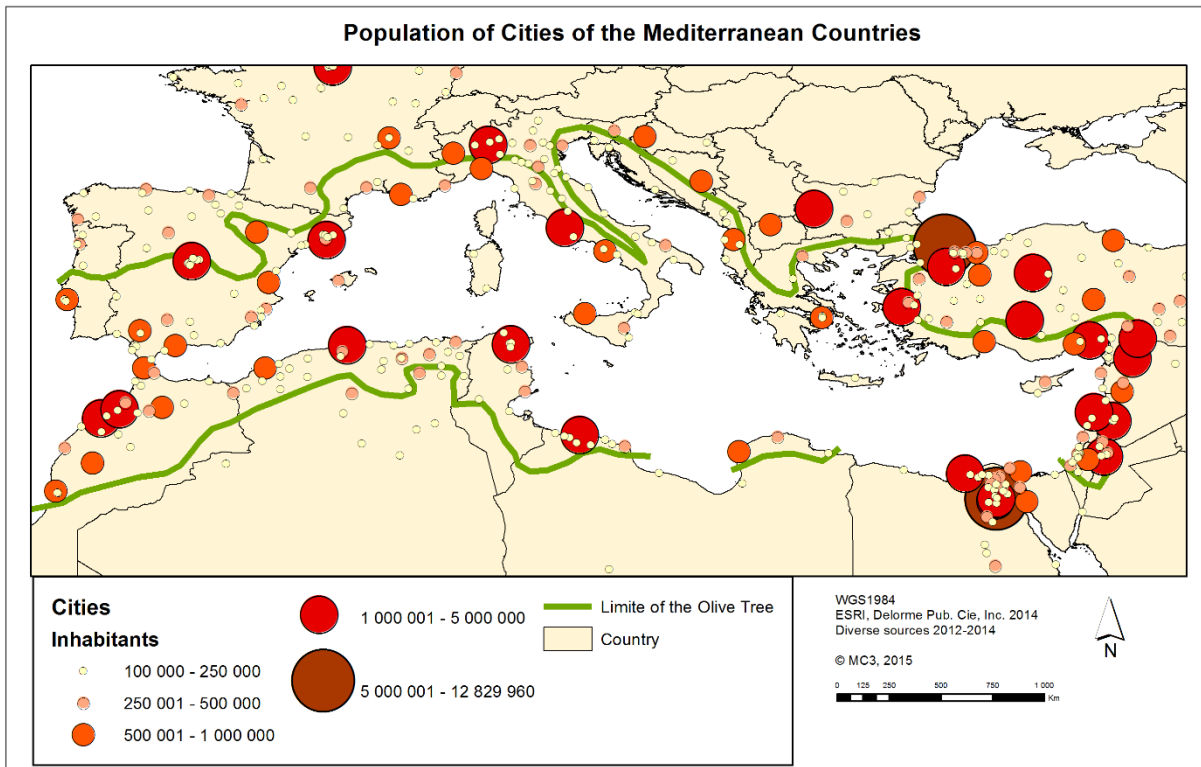 Population of Cities of the Mediterranean Countries
Cities
Inhabitants
100 000 - 250 000
250 001 - 500 000
500 001 - 1 000 000
1 000 001 - 5 000 000
5 000 001 - 12 829 960
Limite of the Olive Tree
Country
WGS1984
ESRI, Delorme Pub. Cie, Inc. 2014
Diverse sources 2012-2014
© MC3, 2015
N
0 125 250 500 750 1 000
Km